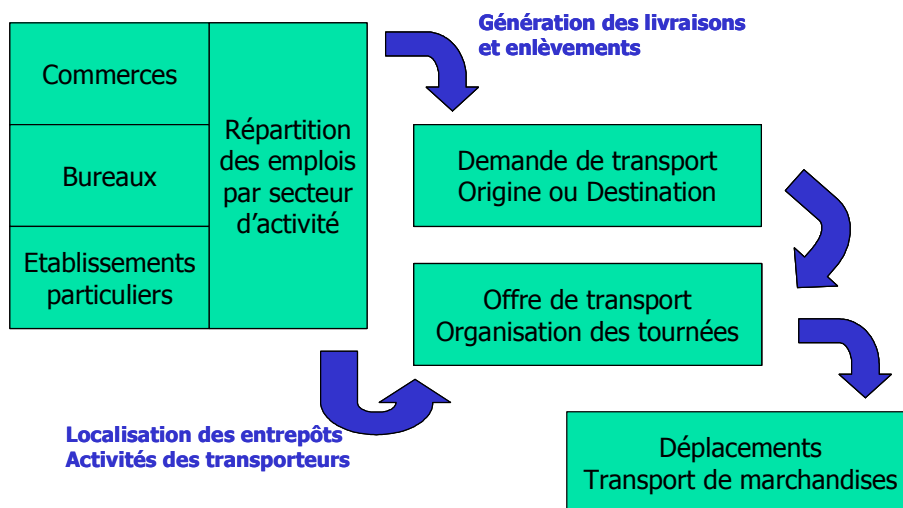 Génération des livraisons
et enlèvements
Commerces
Bureaux
Etablissements
particuliers
Répartition
des emplois
par secteur
d’activité
Demande de transport
Origine ou Destination
Offre de transport
Organisation des tournées
Localisation des entrepôts
Activités des transporteurs
Déplacements
Transport de marchandises